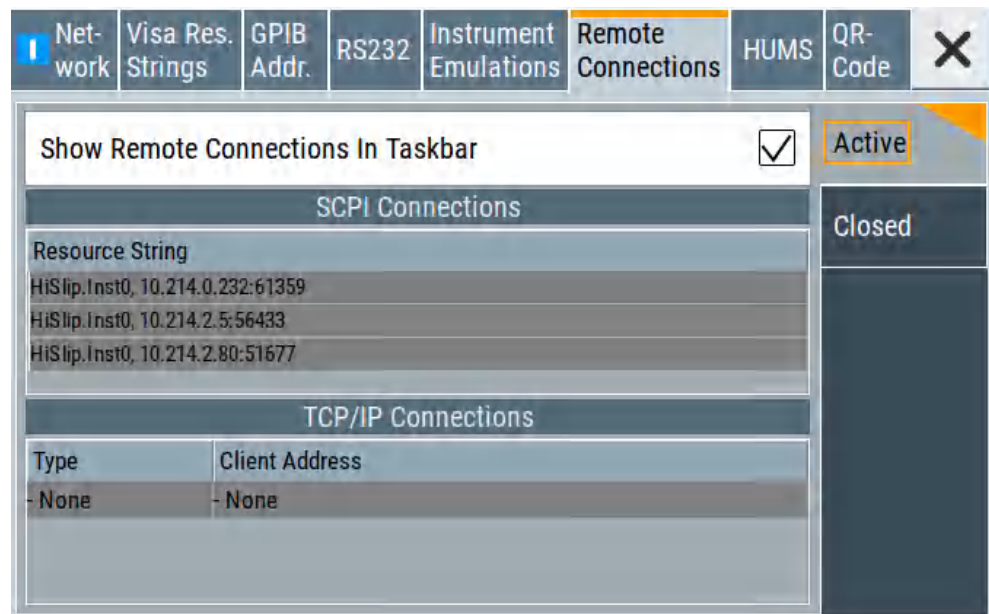 Net-
work
Visa Res.
Strings
GPIB
Addr.
RS232
Instrument
Emulations
Remote
Connections
HUMS
QR-
Code
Show Remote Connections In Taskbar
Active
Closed
SCPI Connections
Resource String
HiSlip.Inst0, 10.214.0.232:61359
HiSlip.Inst0, 10.214.2.5:56433
HiSlip.Inst0, 10.214.2.80:51677
TCP/IP Connections
Type Client Address
- None - None